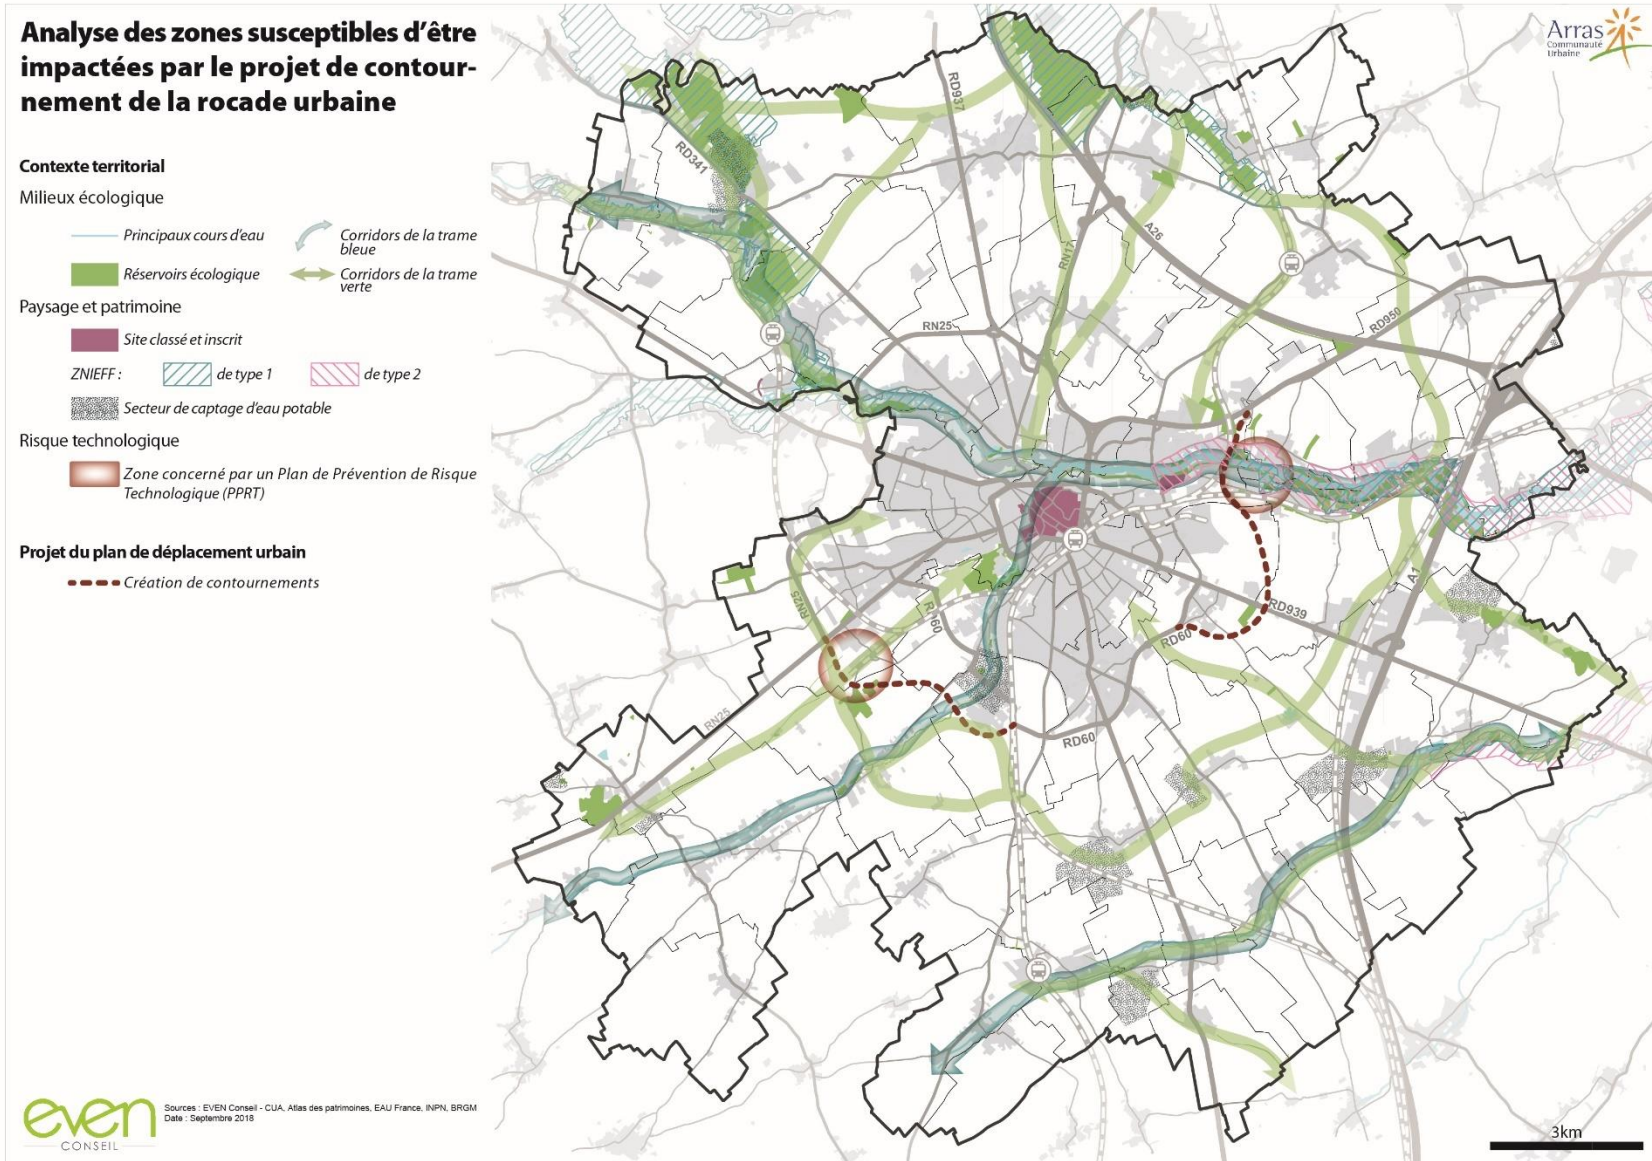 Analyse des zones susceptibles d'être
impactées par le projet de contour-
nement de la rocade urbaine
Contexte territorial
Milieux écologique
Principaux cours d'eau
Corridors de la trame
bleue
Réservoirs écologique
Corridors de la trame
verte
Paysage et patrimoine
Site classé et inscrit
ZNIEFF :
de type 1
de type 2
Secteur de captage d'eau potable
Risque technologique
Zone concerné par un Plan de Prévention de Risque
Technologique (PPRT)
Projet du plan de déplacement urbain
Création de contournements
Arras
Communauté
Urbaine
RD937
RD341
A26
RN17
RN25
RD950
RN25
RD60
A1
RD939
RD60
RN25
RD60
even
CONSEIL
Sources : EVEN Conseil - CUA, Atlas des patrimoines, EAU France, INPN, BRGM
Date : Septembre 2018
3km